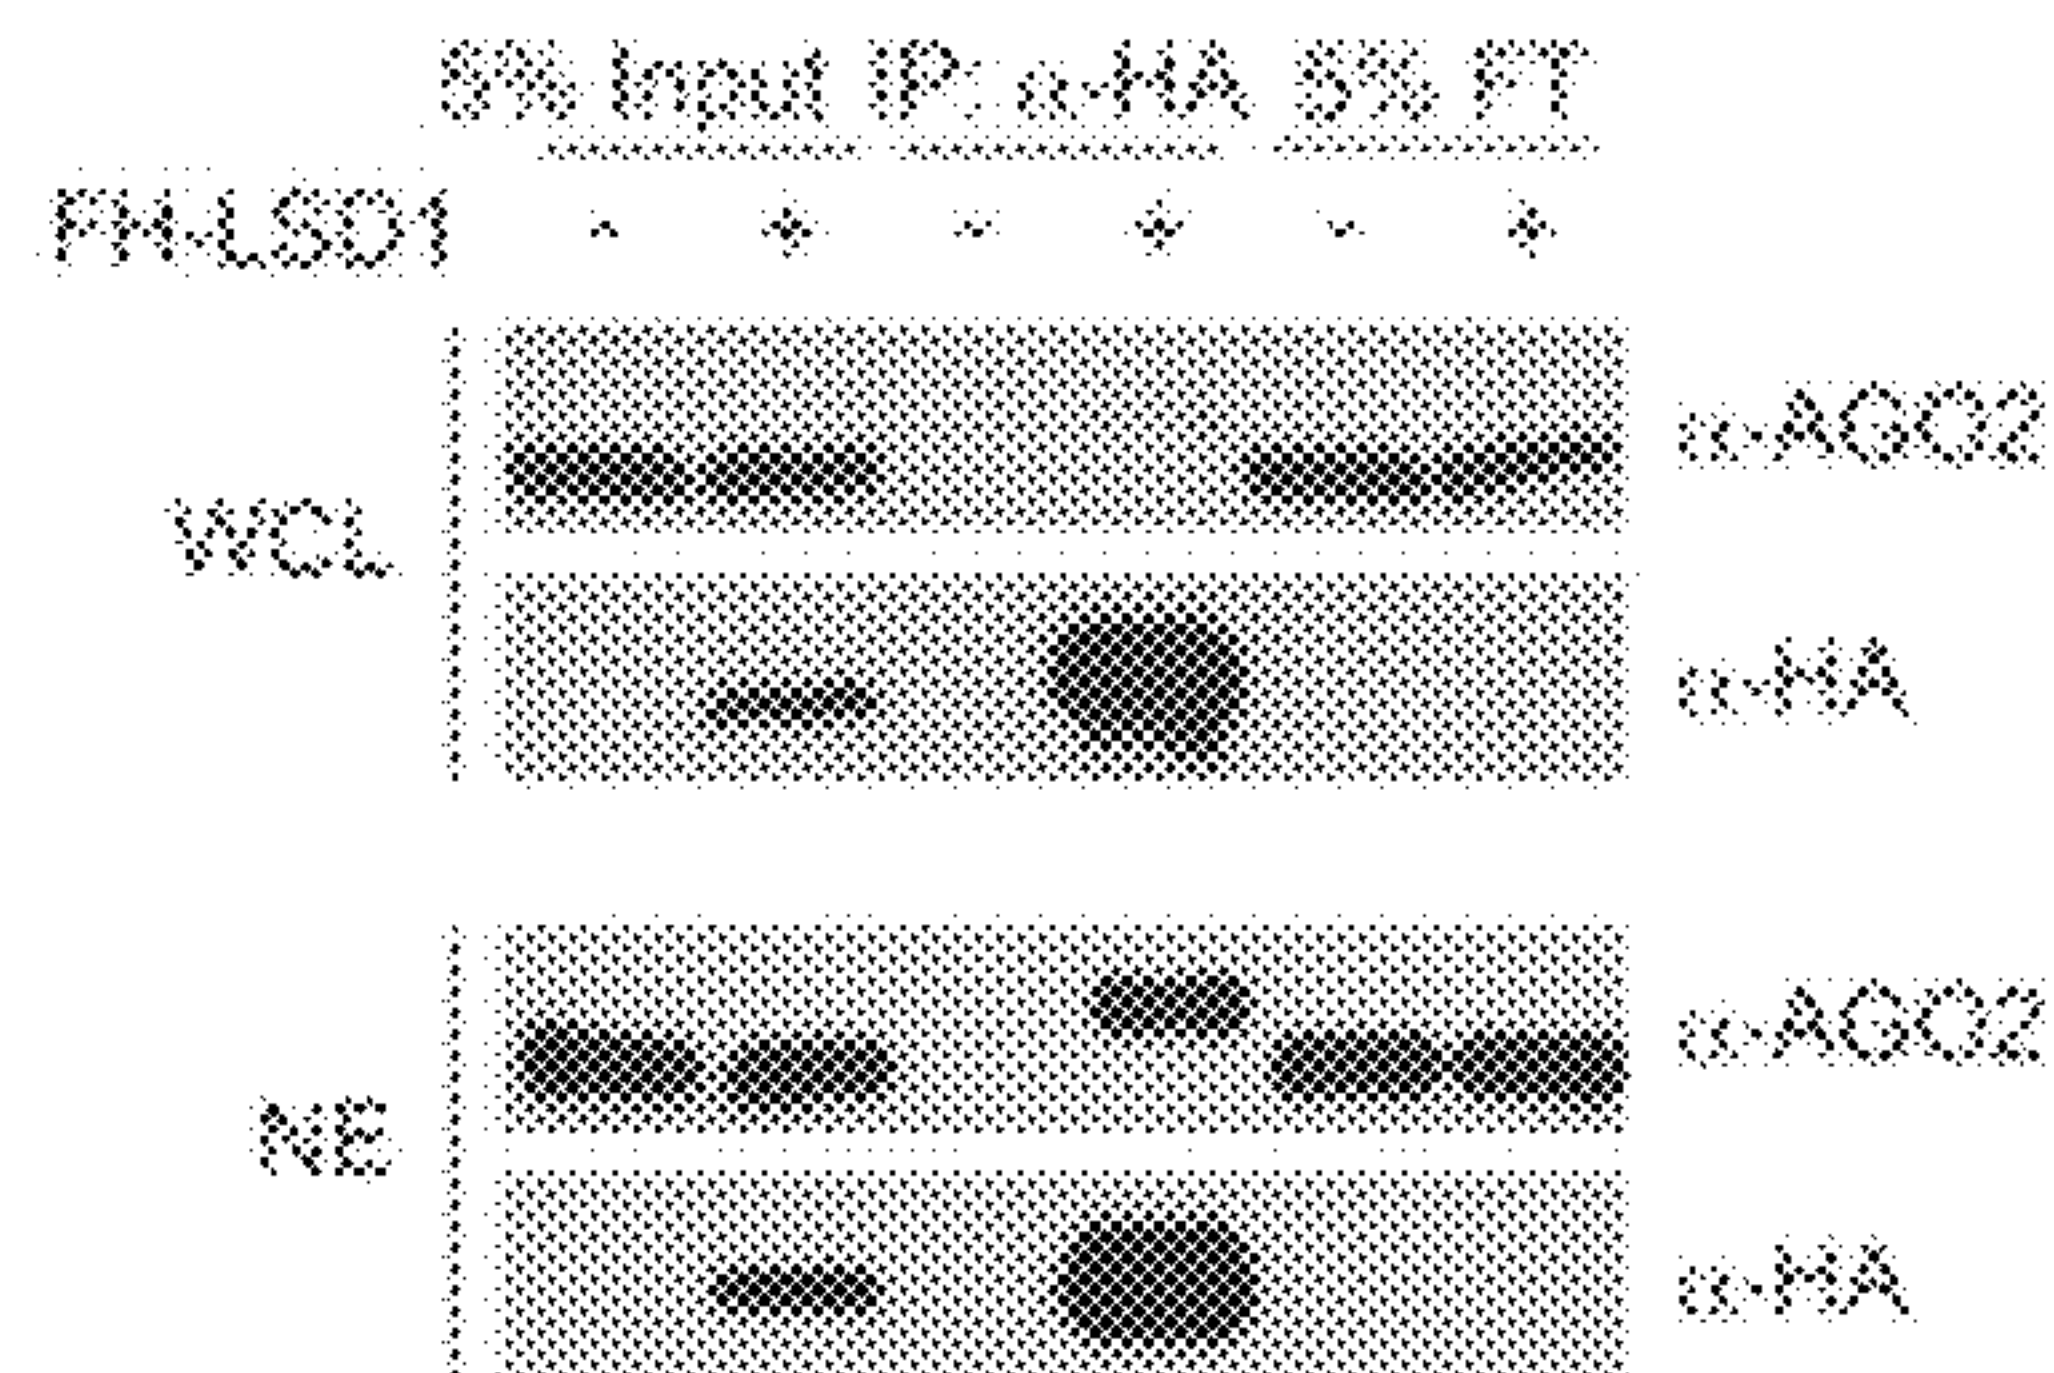 5% Input IP: α-HA 5% FT
FH-LSD1 - + - + - +
α-AGO2
WCL
α-HA
α-AGO2
NE
α-HA